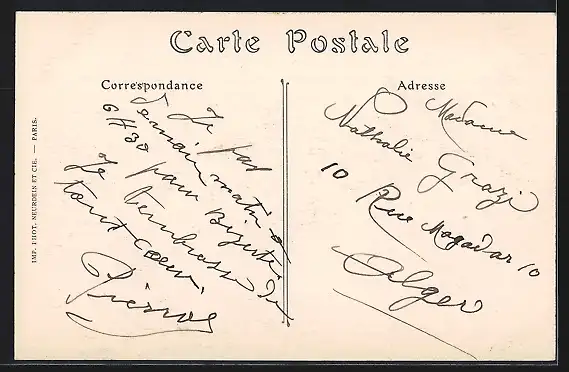 Carte Postale
Correspondance
Adresse
Je pars
demain matin à
6 h 30 pour Bizerte
Je t'embrasse de
tout coeur
Madame
Nathalie Grazi
10 Rue Mogador 10
Alger
IMP. PHOT. NEURDEIN ET CIE. — PARIS.